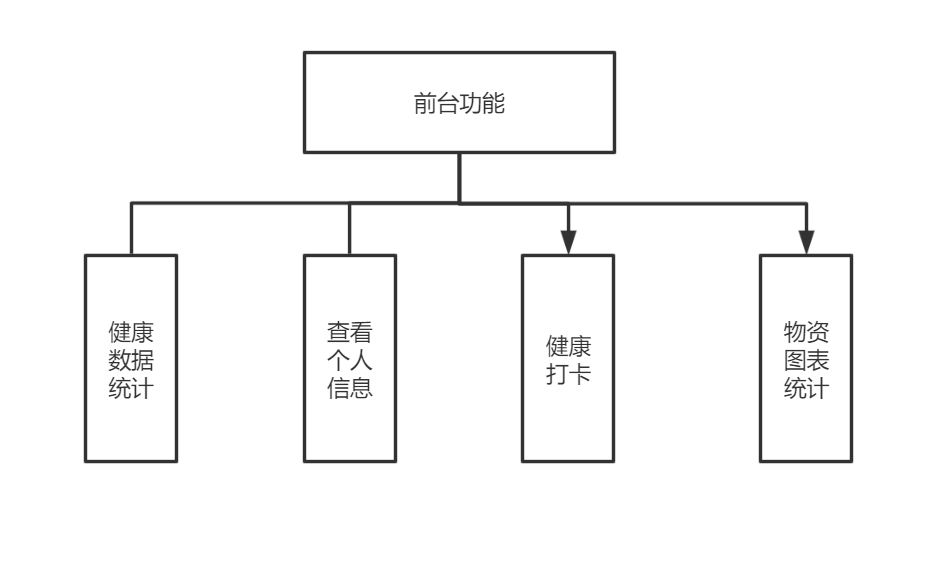 前台功能
健康
数据
统计
查看
个人
信息
健康
打卡
物资
图表
统计